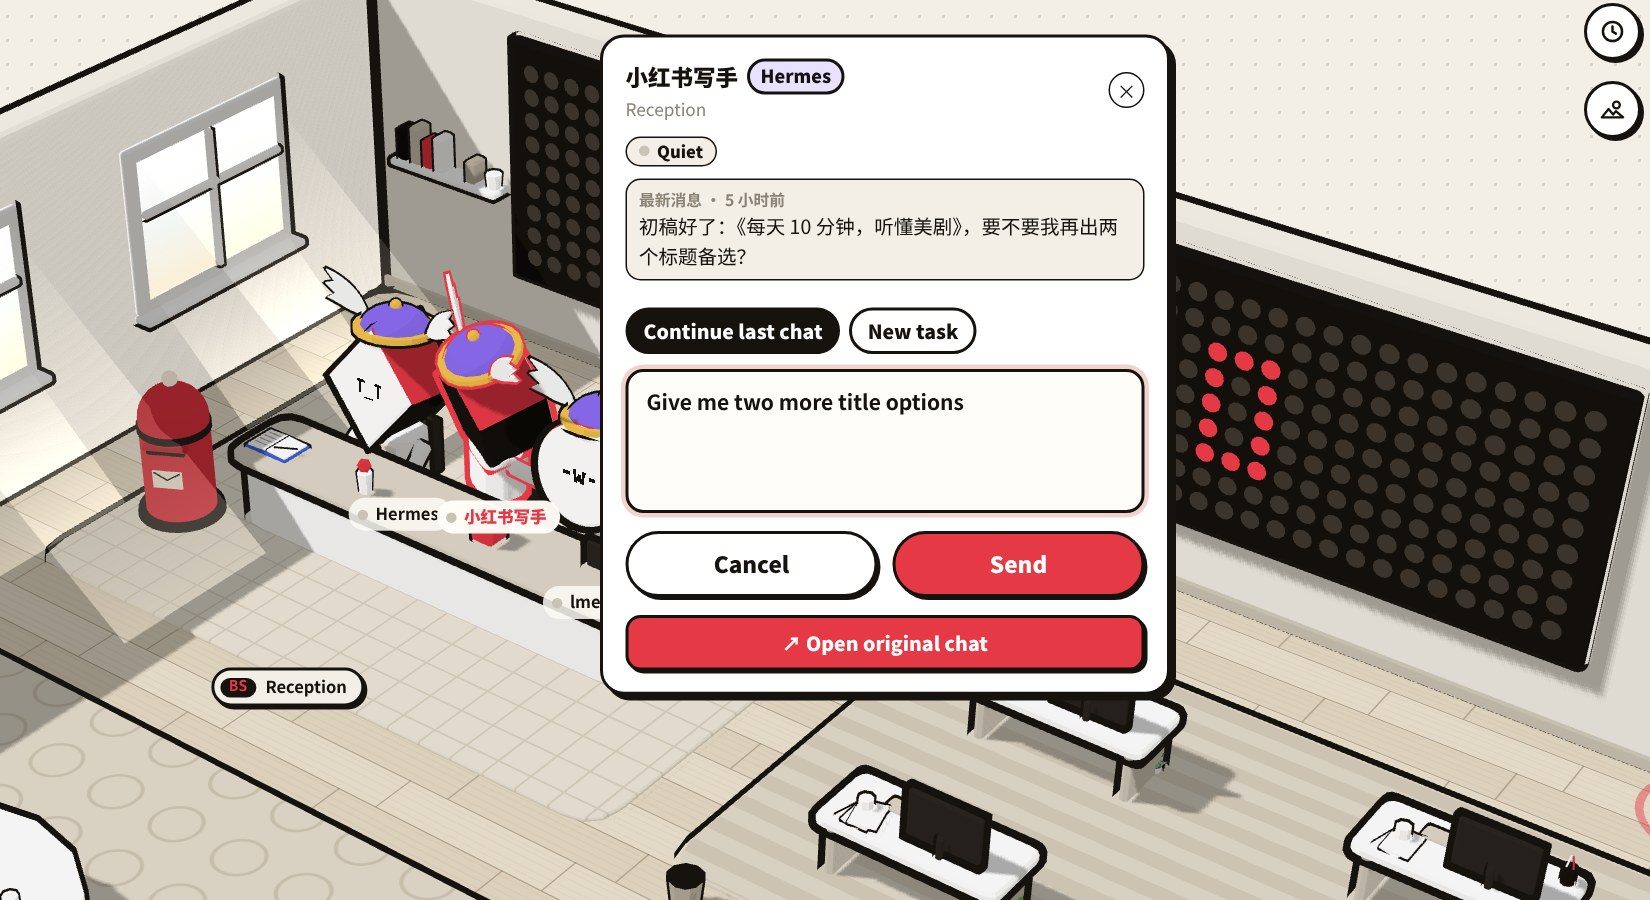 小红书写手 Hermes
Reception
Quiet
最新消息 · 5 小时前
初稿好了：《每天 10 分钟，听懂美剧》，要不要我再出两
个标题备选？
Continue last chat New task
Give me two more title options
Cancel Send
↗ Open original chat
T_T
-W-
Hermes 小红书写手
lme
BS Reception
0